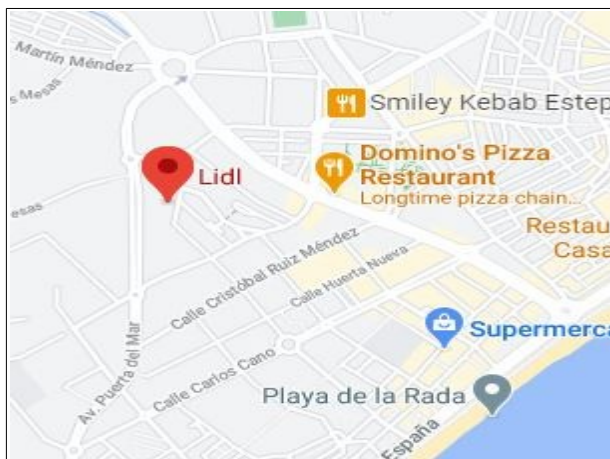 Martín Méndez
s Mesas
Smiley Kebab Estep
Domino's Pizza
Restaurant
Longtime pizza chain...
Lidl
esas
Restau
Casa
Calle Cristóbal Ruiz Méndez
Calle Huerta Nueva
Supermerca
Av. Puerta del Mar
Calle Carlos Cano
Playa de la Rada
España